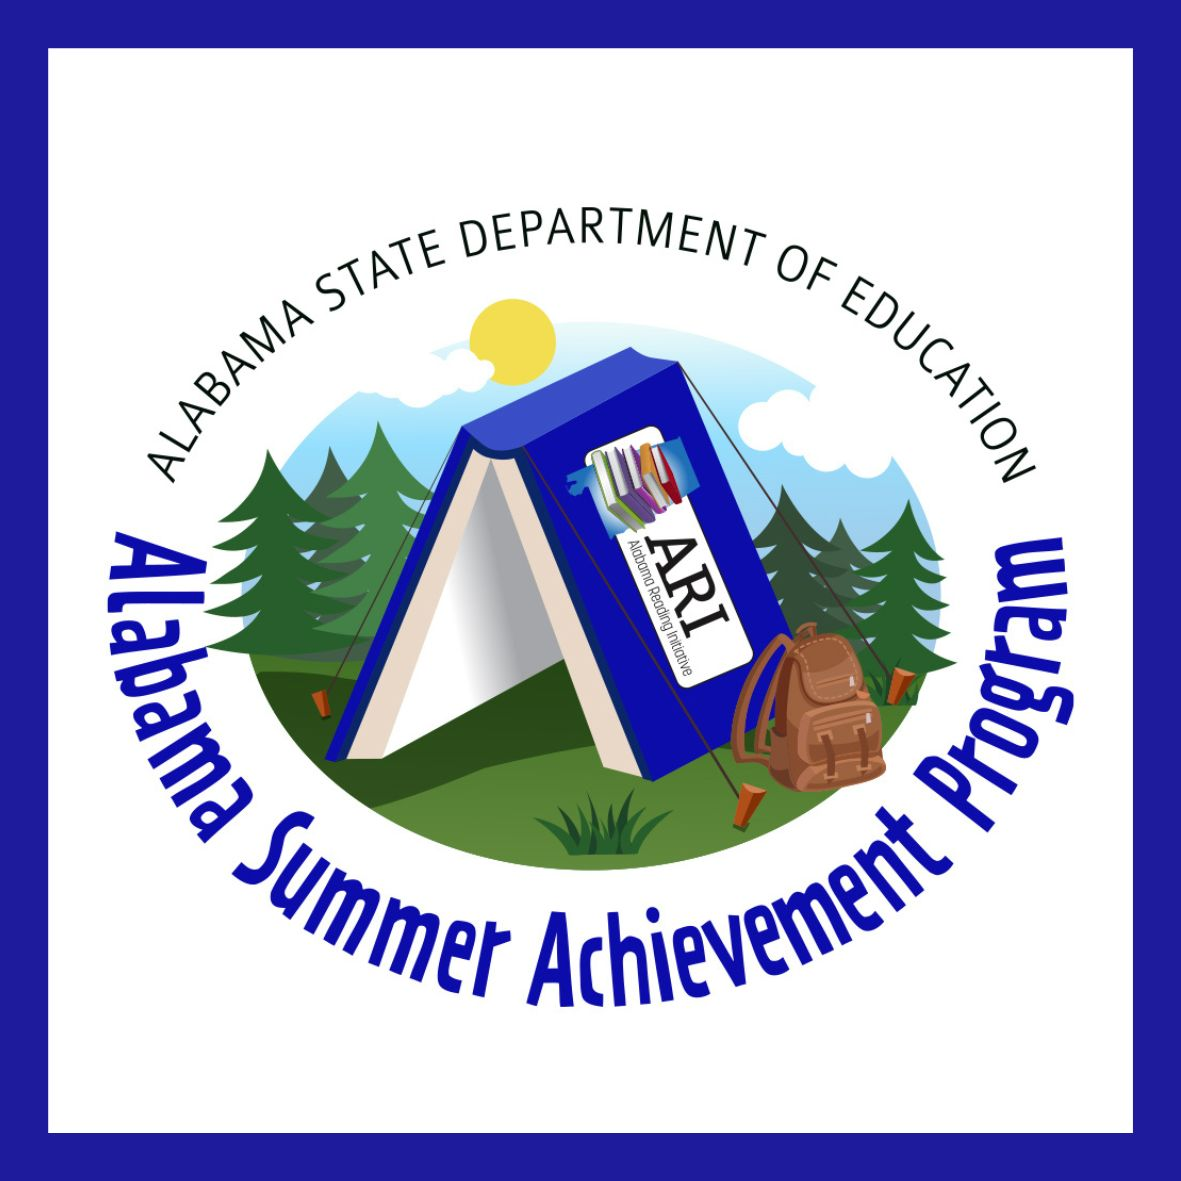 ALABAMA STATE DEPARTMENT OF EDUCATION
ARI
Alabama Reading Initiative
Alabama Summer Achievement Program